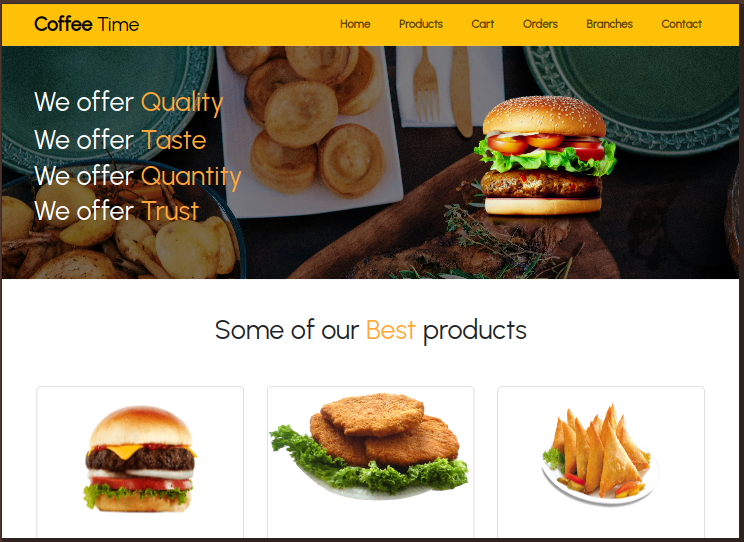 Coffee Time
Home Products Cart Orders Branches Contact
We offer Quality
We offer Taste
We offer Quantity
We offer Trust
Some of our Best products